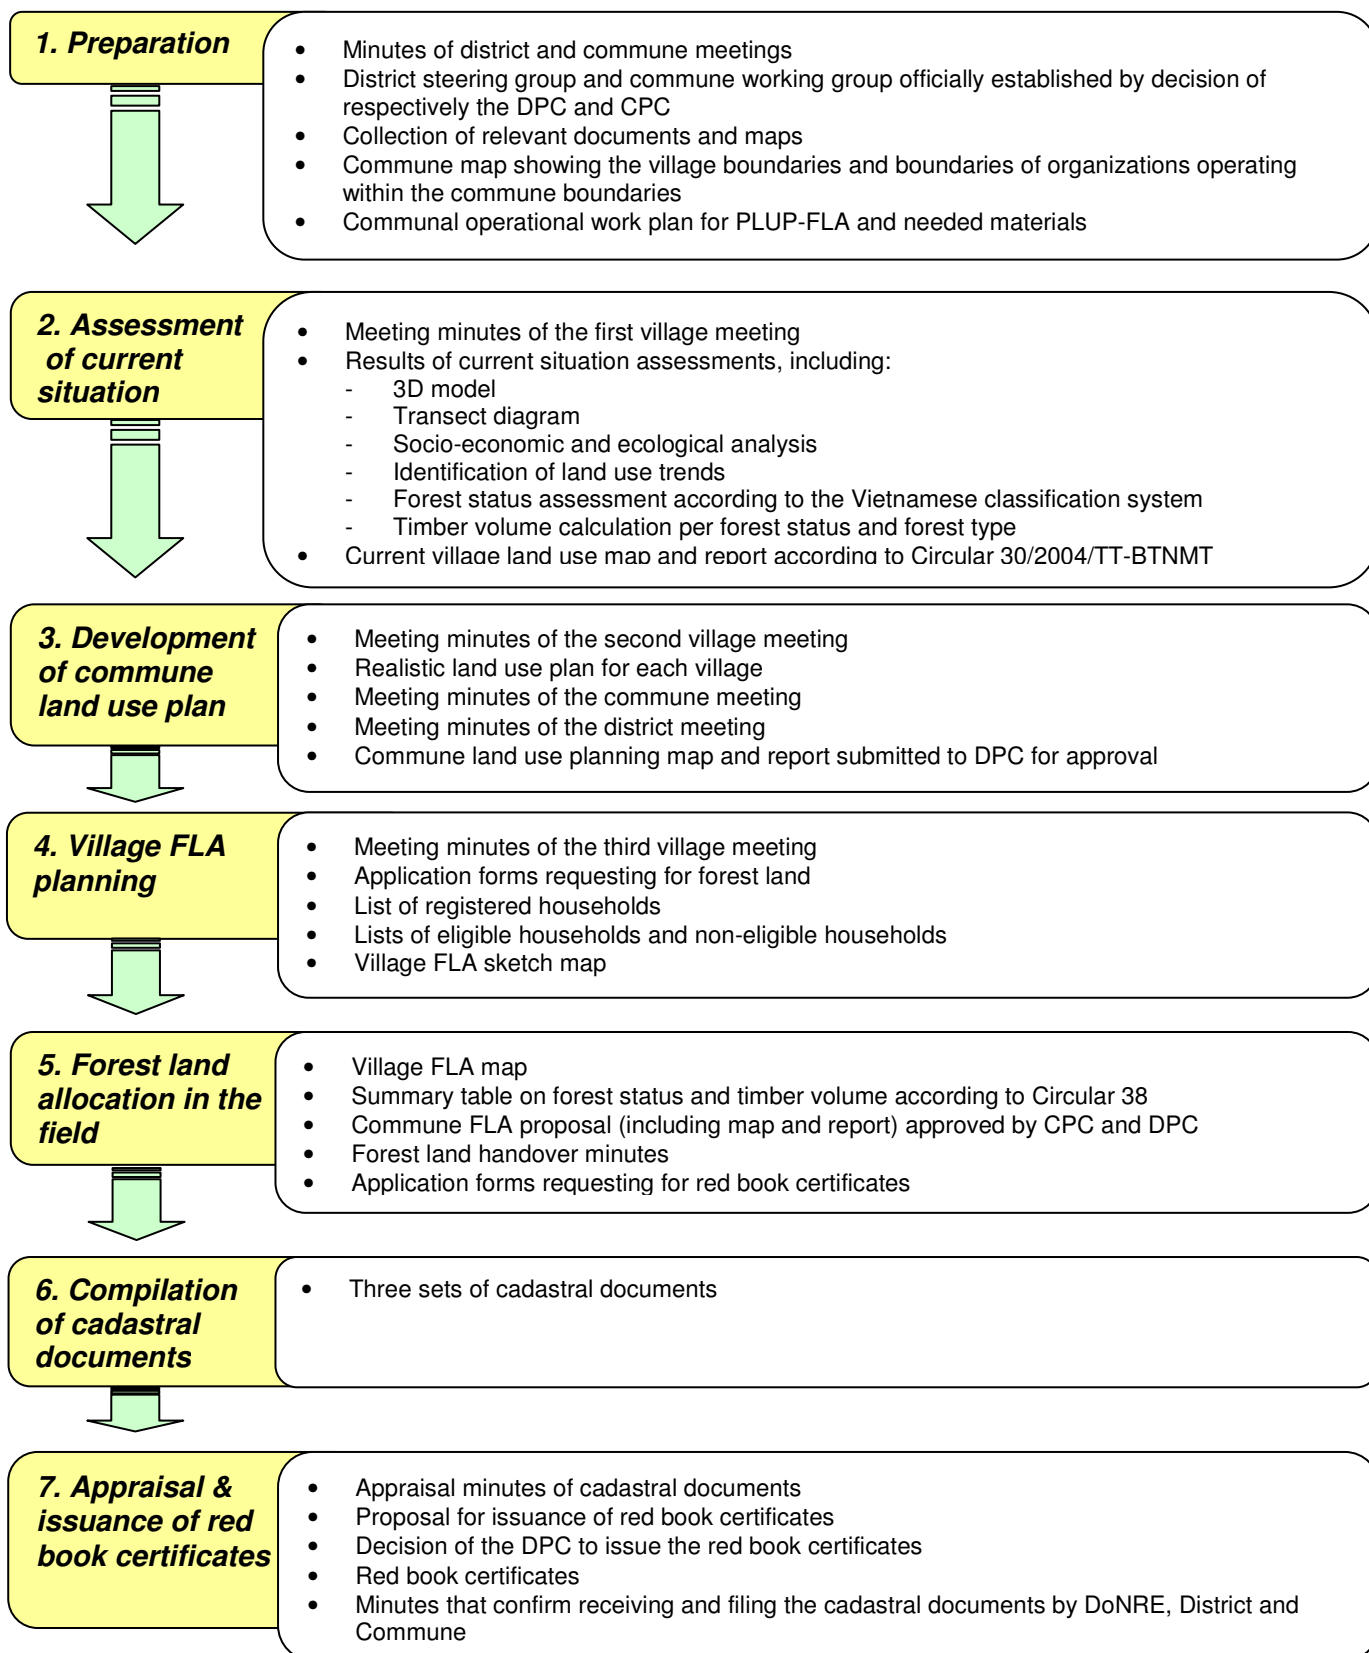 1. Preparation
• Minutes of district and commune meetings
• District steering group and commune working group officially established by decision of
respectively the DPC and CPC
• Collection of relevant documents and maps
• Commune map showing the village boundaries and boundaries of organizations operating
within the commune boundaries
• Communal operational work plan for PLUP-FLA and needed materials
2. Assessment
of current
situation
• Meeting minutes of the first village meeting
• Results of current situation assessments, including:
- 3D model
- Transect diagram
- Socio-economic and ecological analysis
- Identification of land use trends
- Forest status assessment according to the Vietnamese classification system
- Timber volume calculation per forest status and forest type
• Current village land use map and report according to Circular 30/2004/TT-BTNMT
3. Development
of commune
land use plan
• Meeting minutes of the second village meeting
• Realistic land use plan for each village
• Meeting minutes of the commune meeting
• Meeting minutes of the district meeting
• Commune land use planning map and report submitted to DPC for approval
4. Village FLA
planning
• Meeting minutes of the third village meeting
• Application forms requesting for forest land
• List of registered households
• Lists of eligible households and non-eligible households
• Village FLA sketch map
5. Forest land
allocation in the
field
• Village FLA map
• Summary table on forest status and timber volume according to Circular 38
• Commune FLA proposal (including map and report) approved by CPC and DPC
• Forest land handover minutes
• Application forms requesting for red book certificates
6. Compilation
of cadastral
documents
• Three sets of cadastral documents
7. Appraisal &
issuance of red
book certificates
• Appraisal minutes of cadastral documents
• Proposal for issuance of red book certificates
• Decision of the DPC to issue the red book certificates
• Red book certificates
• Minutes that confirm receiving and filing the cadastral documents by DoNRE, District and
Commune